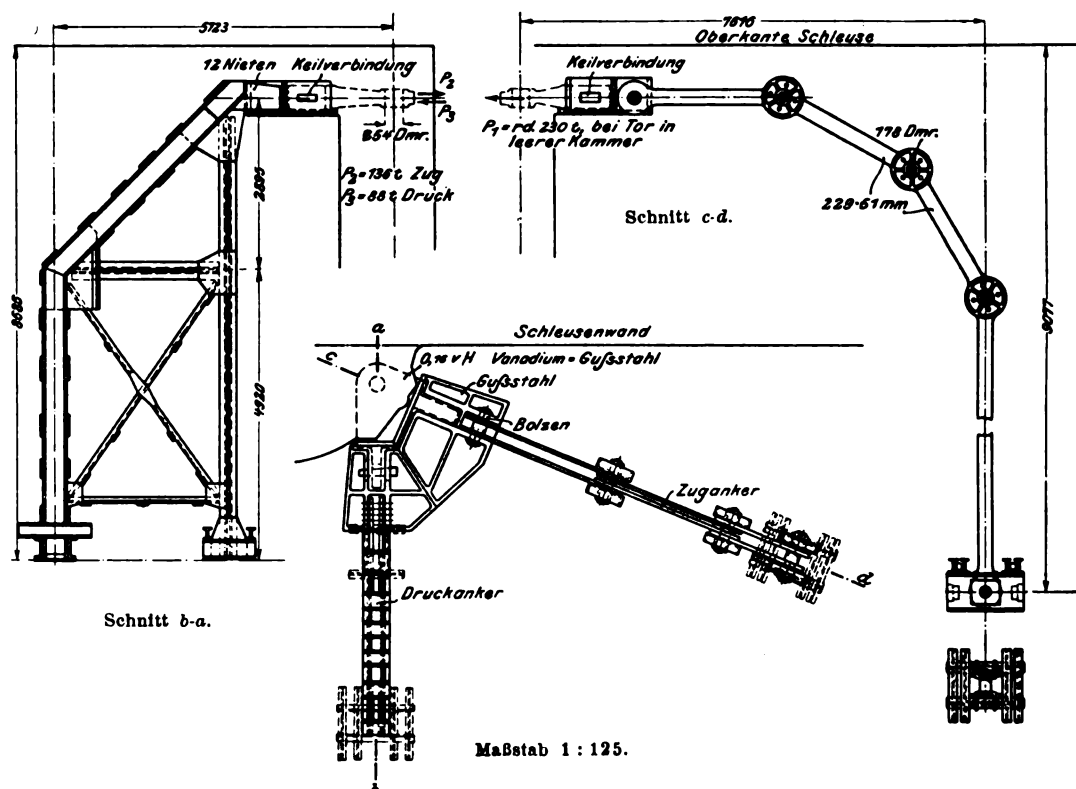 5723
7616
Oberkante Schleuse
12 Nieten
Keilverbindung
P₂
P₃
854 Dmr.
P₂=136 t Zug
P₃=88 t Druck
Keilverbindung
P₁=rd. 230 t, bei Tor in
leerer Kammer
178 Dmr.
229·61 mm
Schnitt c-d.
2895
4920
9077
Schleusenwand
a
c
0,16 vH Vanadium=Gußstahl
Gußstahl
Bolzen
Zuganker
d
Druckanker
Schnitt b-a.
Maßstab 1 : 125.